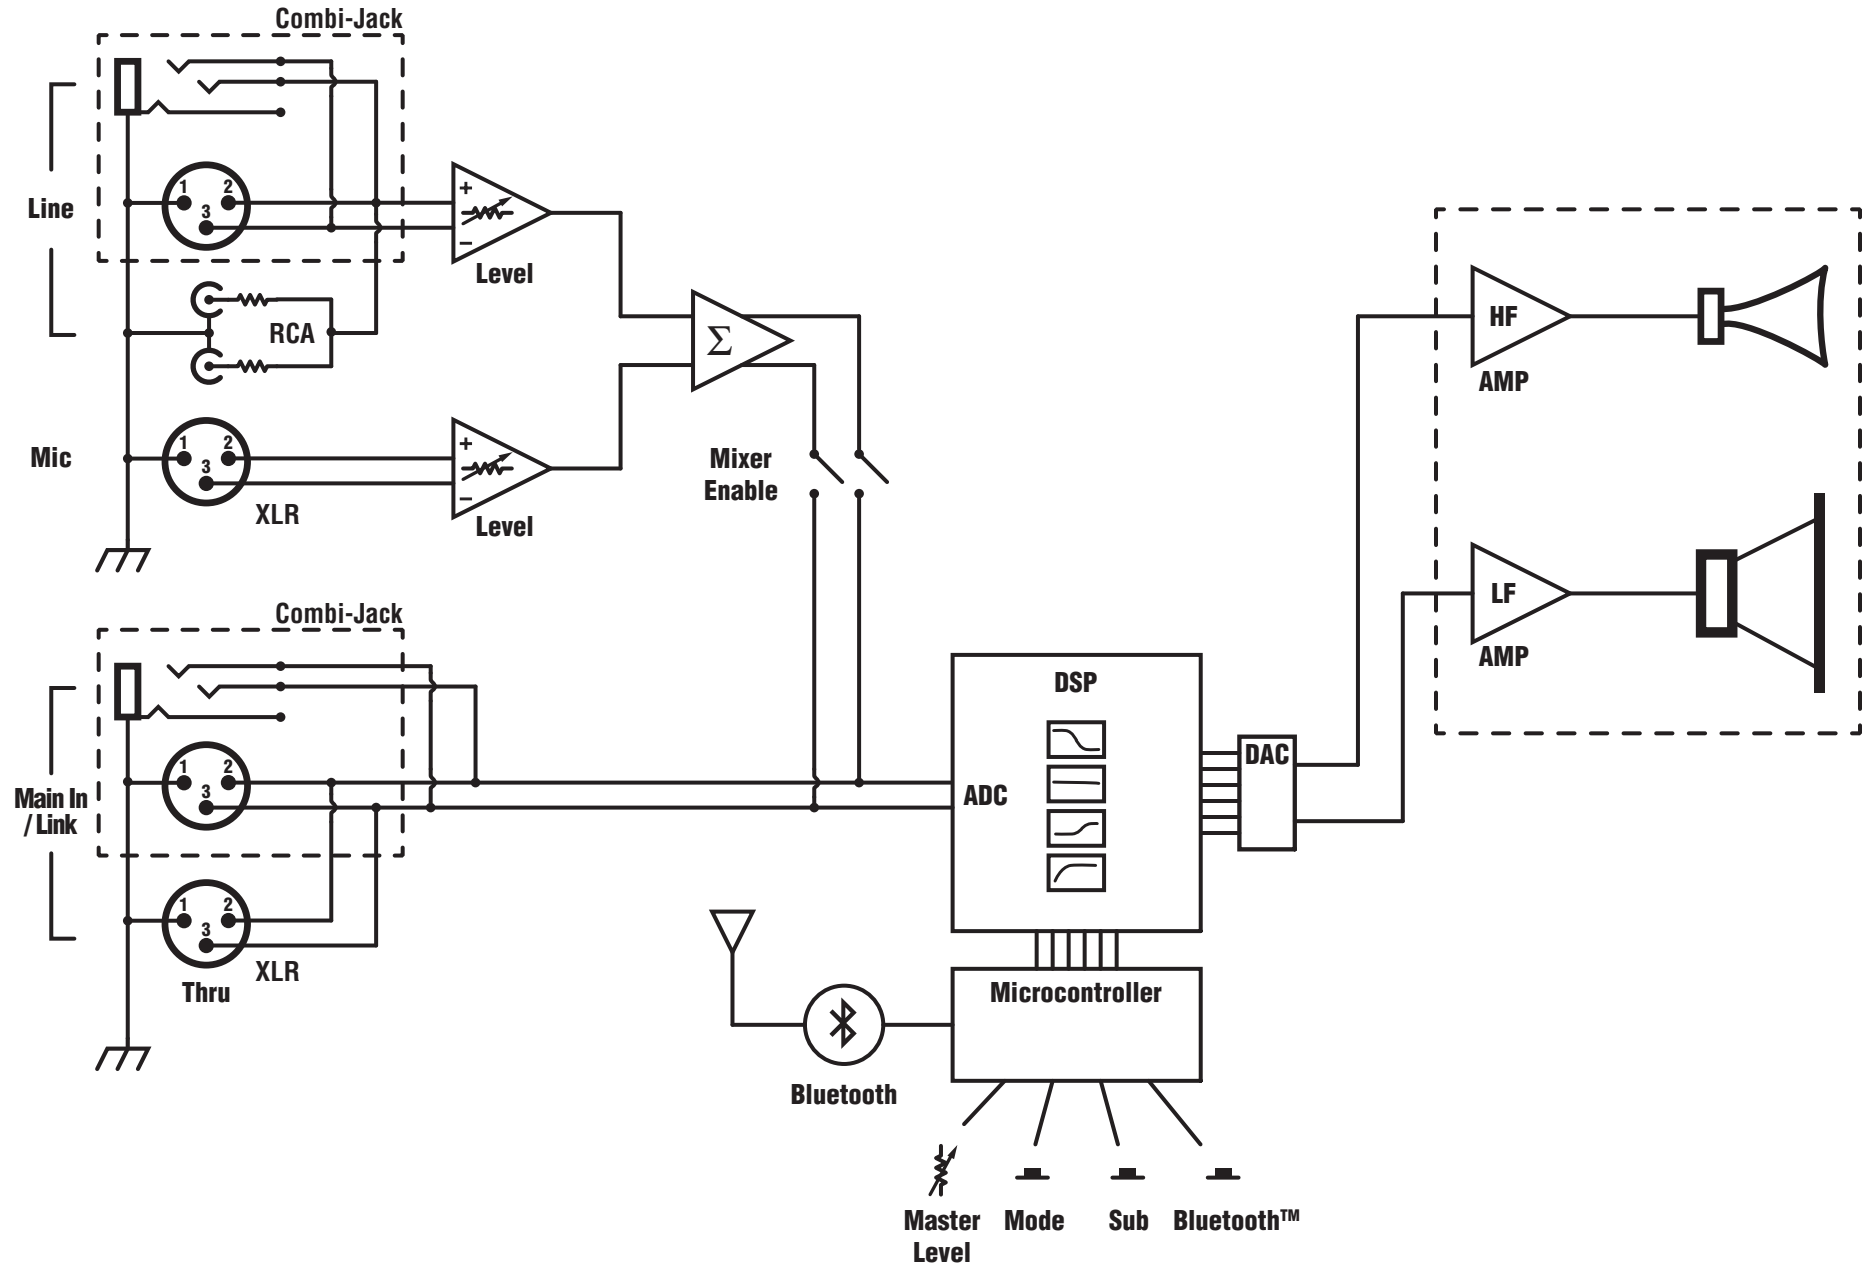 Combi-Jack
Line
1
2
3
+
−
Level
RCA
Σ
Mic
1
2
3
XLR
+
−
Level
Mixer
Enable
HF
AMP
LF
AMP
Combi-Jack
Main In
/ Link
1
2
3
1
2
3
XLR
Thru
DSP
ADC
DAC
Microcontroller
Bluetooth
Master
Level
Mode
Sub
Bluetooth™